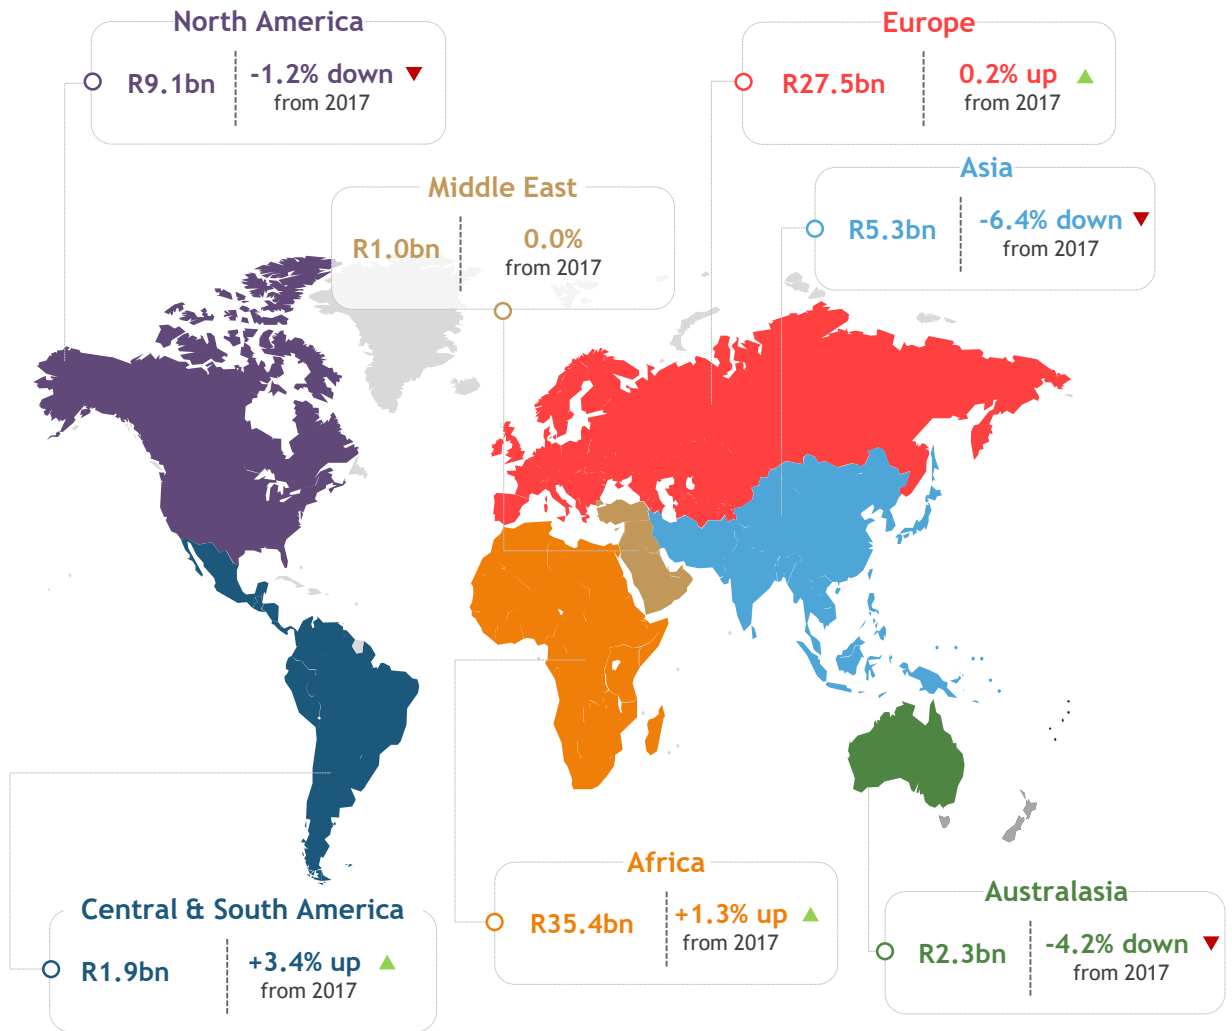 North America
R9.1bn
-1.2% down
from 2017
Europe
R27.5bn
0.2% up
from 2017
Middle East
R1.0bn
0.0%
from 2017
Asia
R5.3bn
-6.4% down
from 2017
Central & South America
R1.9bn
+3.4% up
from 2017
Africa
R35.4bn
+1.3% up
from 2017
Australasia
R2.3bn
-4.2% down
from 2017